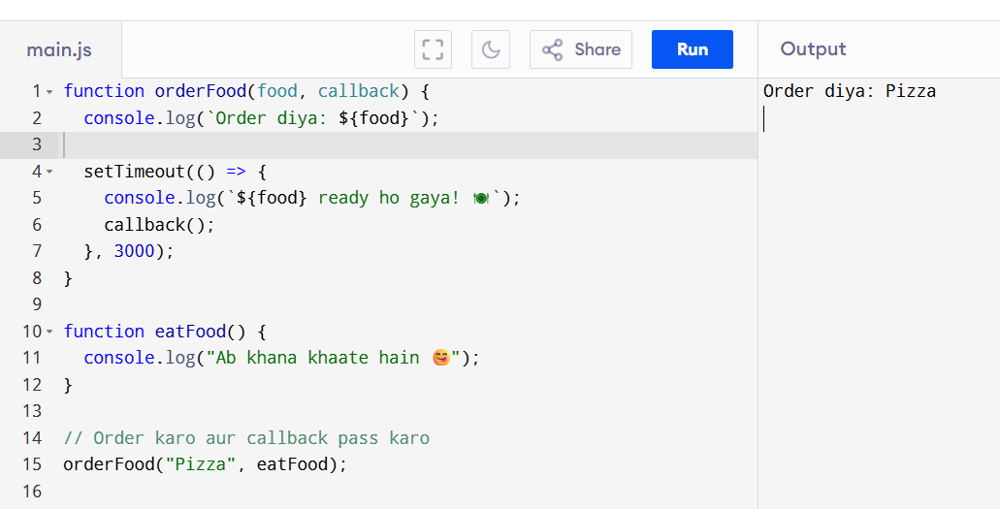 main.js Share Run Output
1 function orderFood(food, callback) {
2 console.log(`Order diya: ${food}`);
3
4 setTimeout(() => {
5 console.log(`${food} ready ho gaya! 🍽`);
6 callback();
7 }, 3000);
8 }
9
10 function eatFood() {
11 console.log("Ab khana khaate hain 😋");
12 }
13
14 // Order karo aur callback pass karo
15 orderFood("Pizza", eatFood);
16
Order diya: Pizza